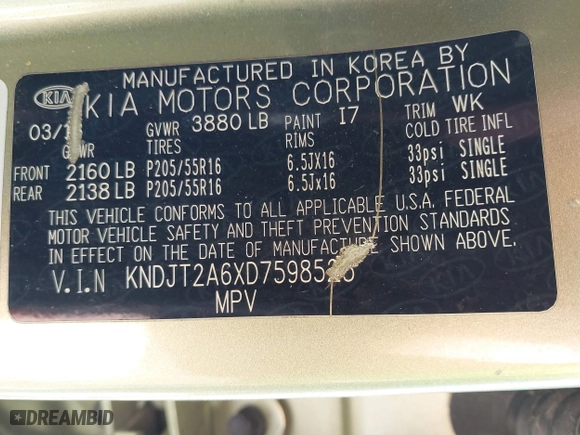 MANUFACTURED IN KOREA BY
KIA KIA MOTORS CORPORATION
GVWR 3880 LB PAINT I7 TRIM WK
TIRES RIMS COLD TIRE INFL
FRONT 2160 LB P205/55R16 6.5Jx16 33psi SINGLE
REAR 2138 LB P205/55R16 6.5Jx16 33psi SINGLE
THIS VEHICLE CONFORMS TO ALL APPLICABLE U.S.A. FEDERAL
MOTOR VEHICLE SAFETY AND THEFT PREVENTION STANDARDS
IN EFFECT ON THE DATE OF MANUFACTURE SHOWN ABOVE.
V.I.N
MPV
DREAMBID